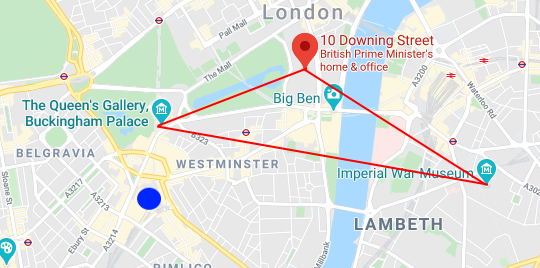 London
Pall Mall
10 Downing Street
British Prime Minister's
home & office
The Mall
A3200
Waterloo Rd
The Queen's Gallery,
Buckingham Palace
Big Ben
B323
BELGRAVIA
WESTMINSTER
Imperial War Museum
Sloane St
A3217
A3213
A3214
Ebury St
A302
LAMBETH
Millbank
PIMLICO